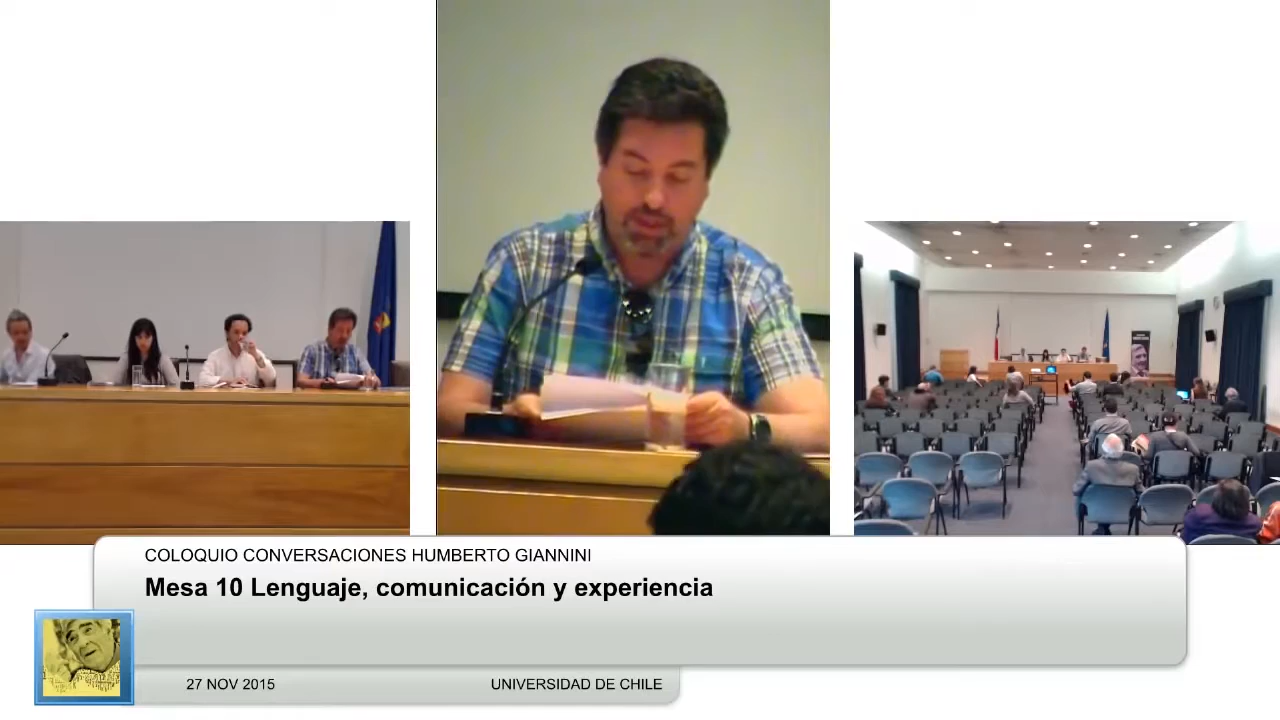 COLOQUIO CONVERSACIONES HUMBERTO GIANNINI
Mesa 10 Lenguaje, comunicación y experiencia
27 NOV 2015
UNIVERSIDAD DE CHILE